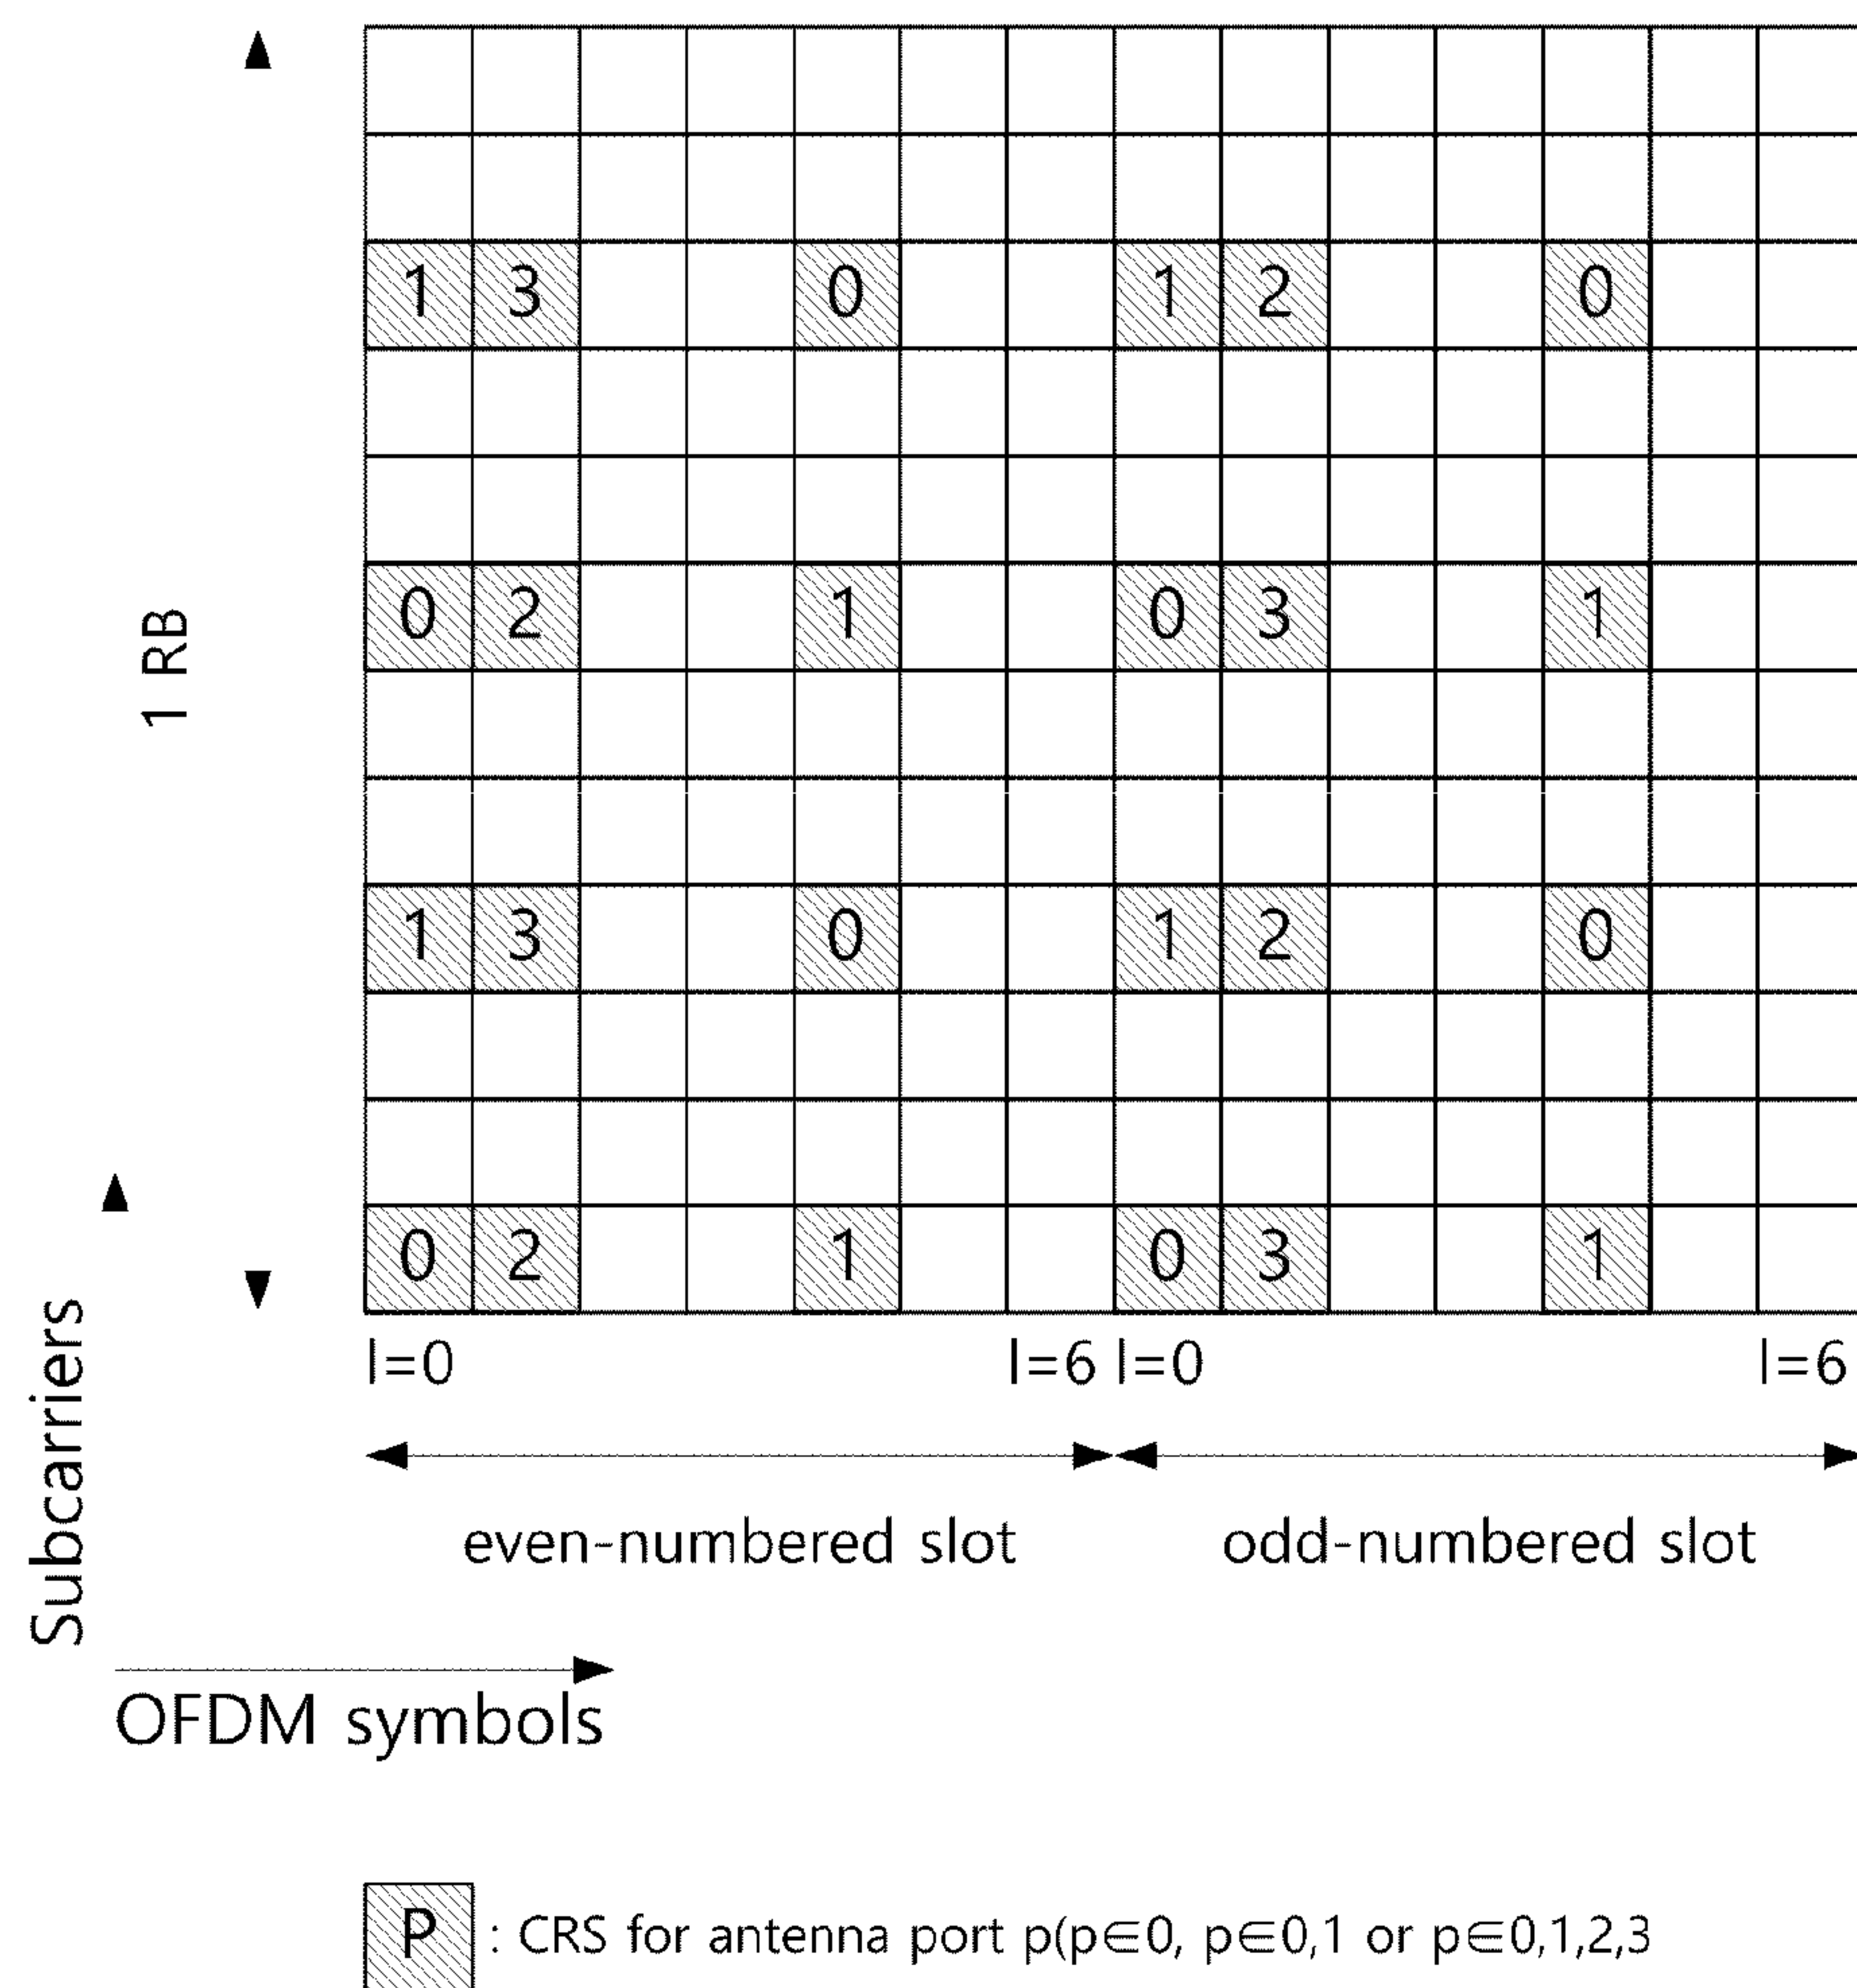 1 3 0 1 2 0
1 RB
0 2 1 0 3 1
1 3 0 1 2 0
0 2 1 0 3 1
l=0 l=6 l=0 l=6
Subcarriers
even-numbered slot odd-numbered slot
OFDM symbols
P : CRS for antenna port p(p∈0, p∈0,1 or p∈0,1,2,3